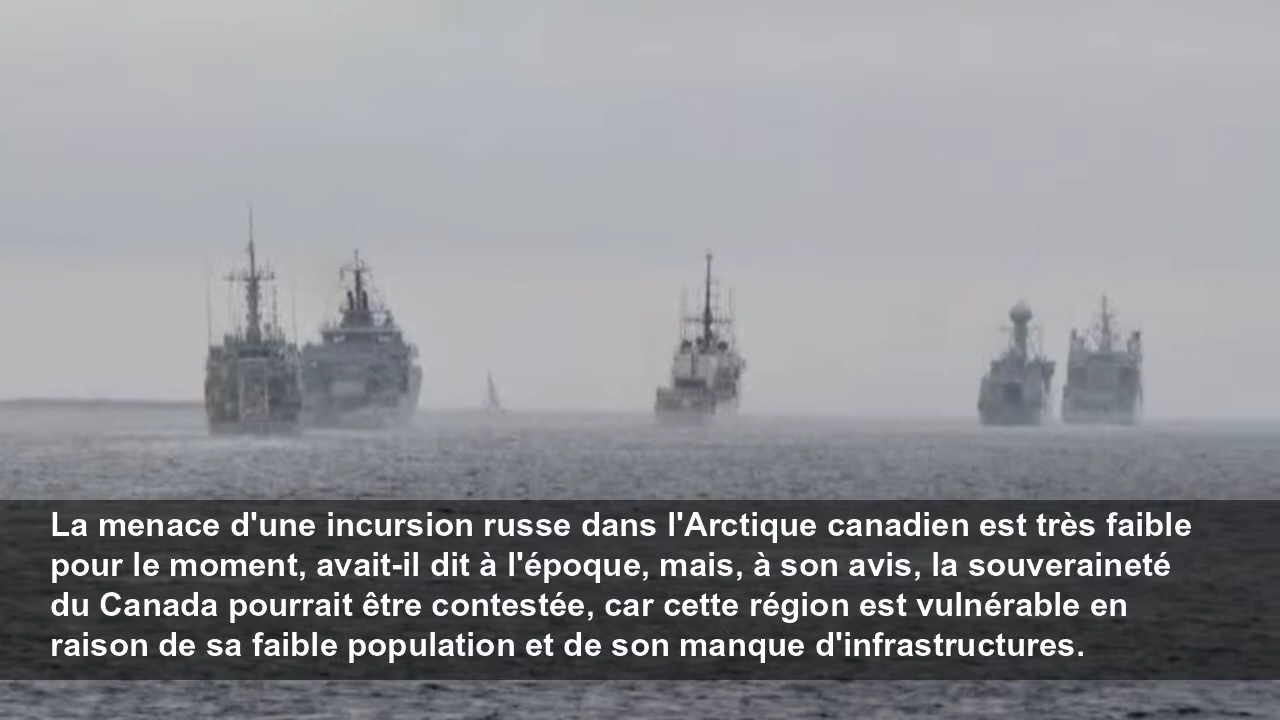 La menace d'une incursion russe dans l'Arctique canadien est très faible
pour le moment, avait-il dit à l'époque, mais, à son avis, la souveraineté
du Canada pourrait être contestée, car cette région est vulnérable en
raison de sa faible population et de son manque d'infrastructures.